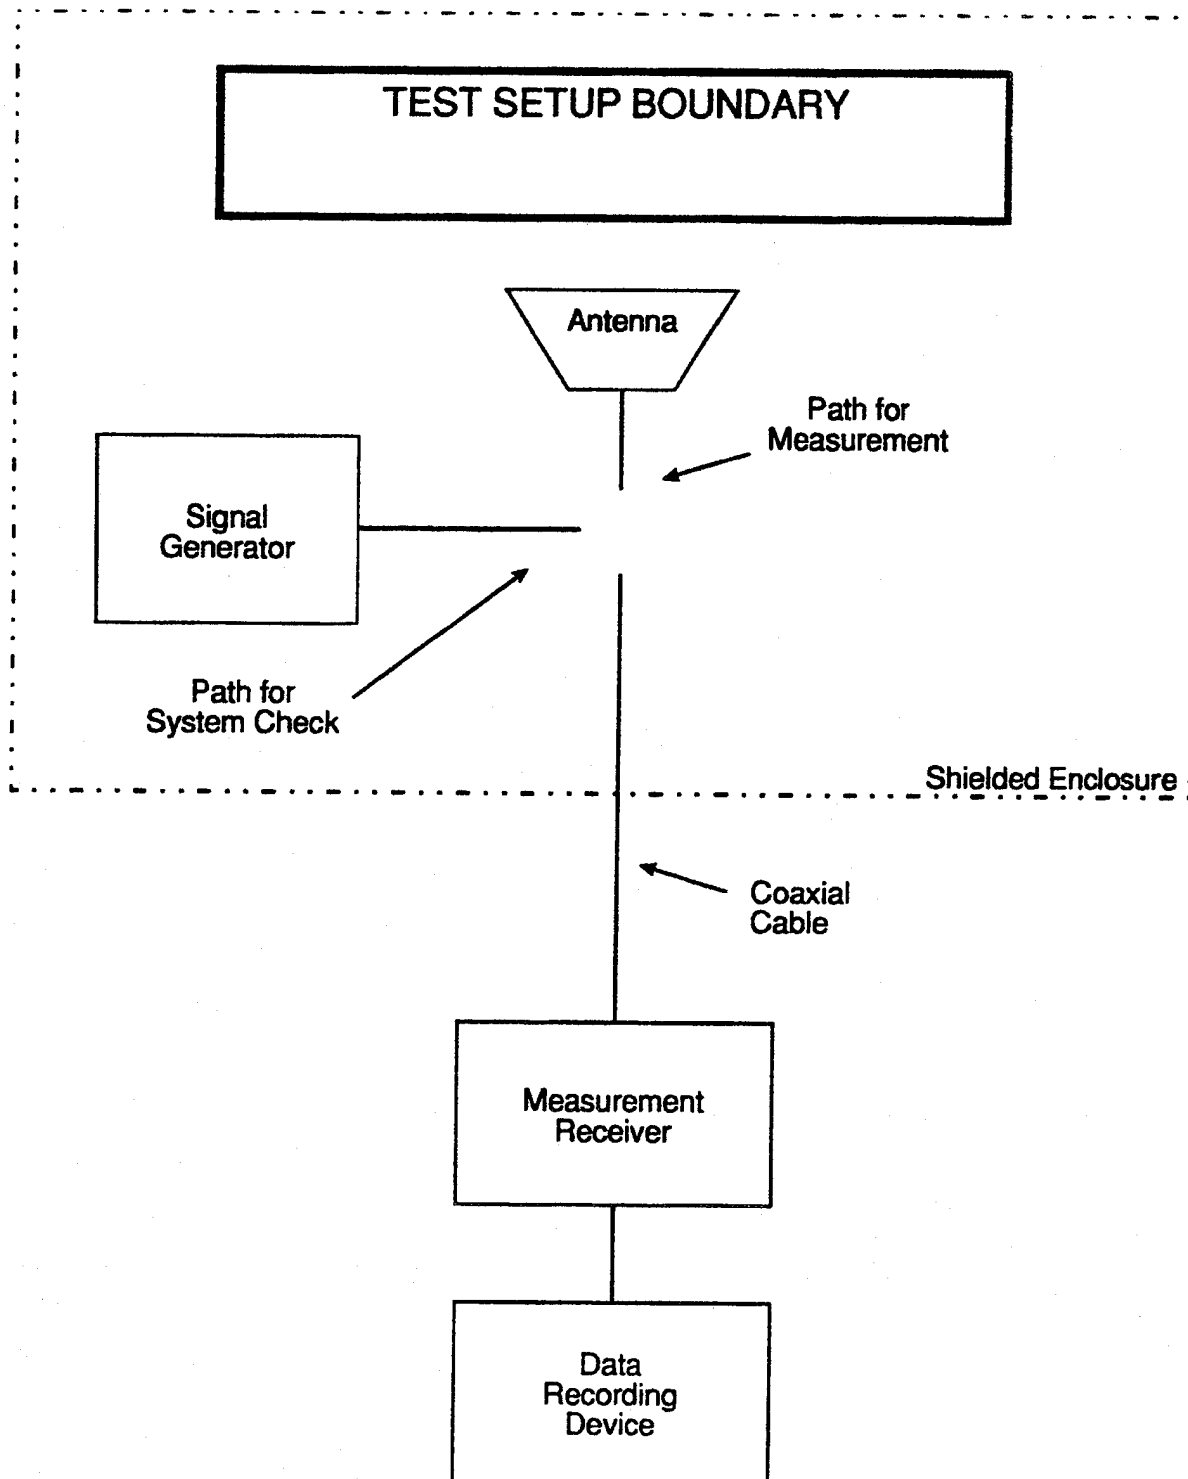 TEST SETUP BOUNDARY
Antenna
Path for
Measurement
Signal
Generator
Path for
System Check
Shielded Enclosure
Coaxial
Cable
Measurement
Receiver
Data
Recording
Device